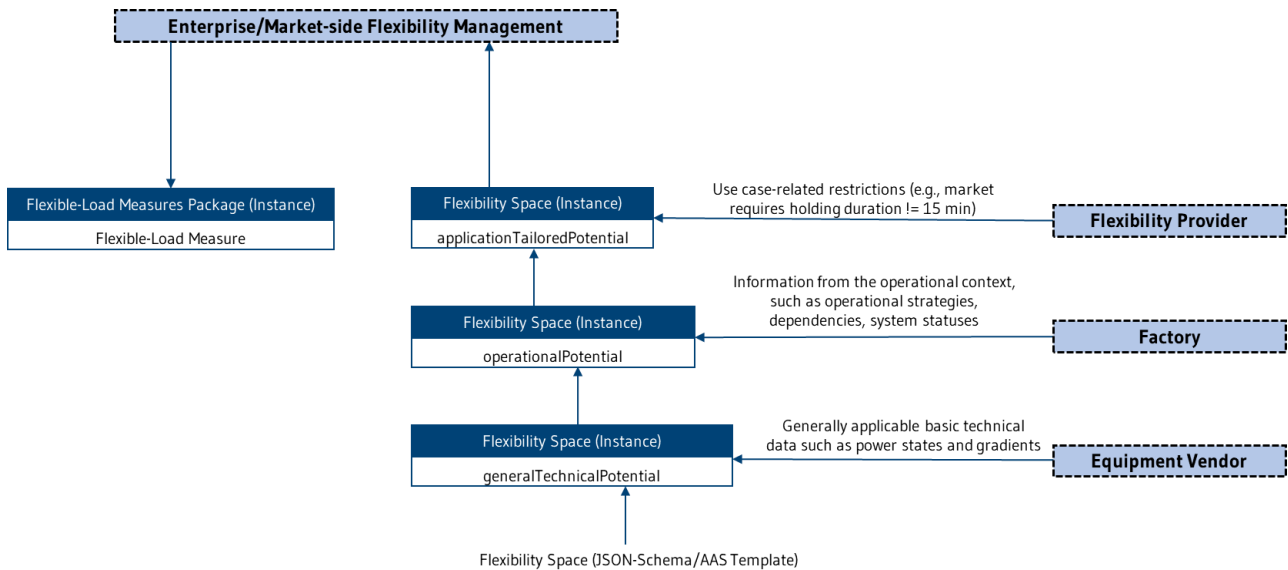 Enterprise/Market-side Flexibility Management
Flexible-Load Measures Package (Instance)
Flexible-Load Measure
Flexibility Space (Instance)
applicationTailoredPotential
Use case-related restrictions (e.g., market
requires holding duration != 15 min)
Flexibility Provider
Flexibility Space (Instance)
operationalPotential
Information from the operational context,
such as operational strategies,
dependencies, system statuses
Factory
Flexibility Space (Instance)
generalTechnicalPotential
Generally applicable basic technical
data such as power states and gradients
Equipment Vendor
Flexibility Space (JSON-Schema/AAS Template)